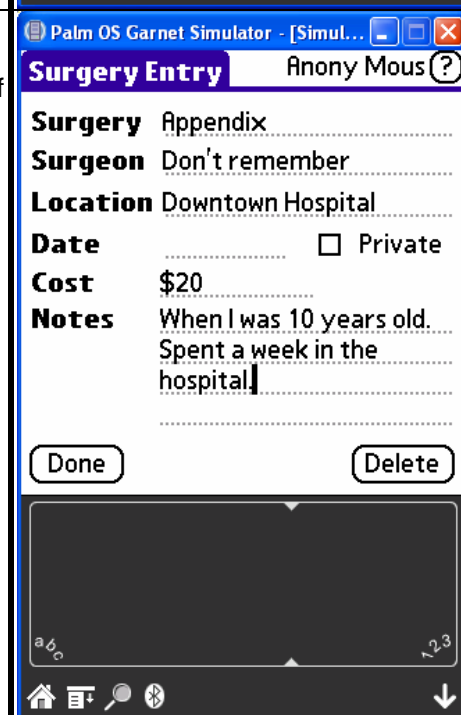 Palm OS Garnet Simulator - [Simul...
Surgery Entry Anony Mous ?
f
Surgery Appendix
Surgeon Don't remember
Location Downtown Hospital
Date Private
Cost $20
Notes When I was 10 years old.
Spent a week in the
hospital.
Done Delete
abc 123